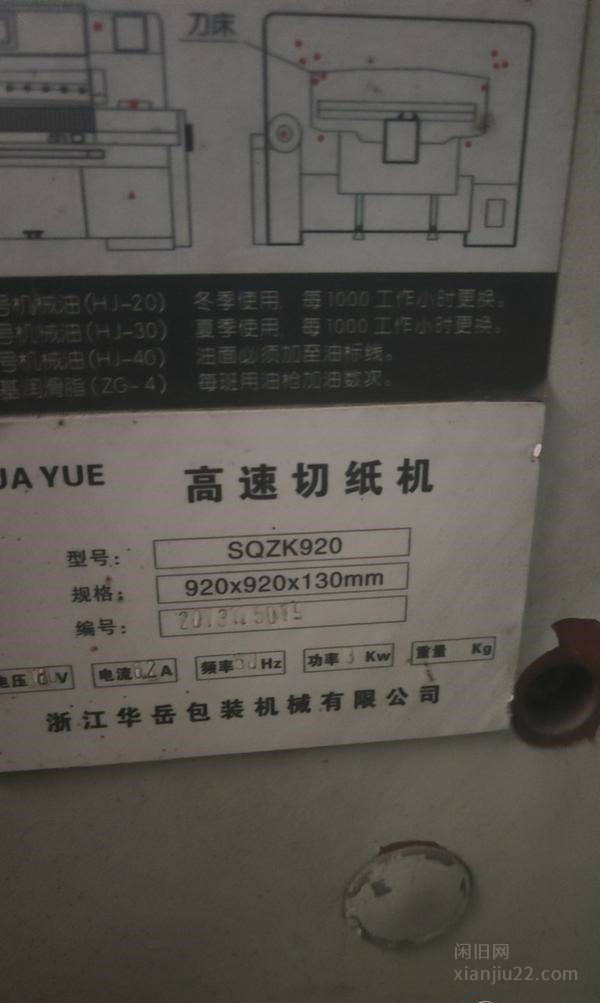 刀床
号机械油(HJ-20) 冬季使用, 每1000工作小时更换。
号机械油(HJ-30) 夏季使用, 每1000工作小时更换。
号机械油(HJ-40) 油面必须加至油标线。
基润滑脂(ZG-4) 每班用油枪加油数次。
UA YUE 高速切纸机
型号: SQZK920
规格: 920x920x130mm
编号:
电压 V 电流 A 频率 Hz 功率 Kw 重量 Kg
浙江华岳包装机械有限公司
闲旧网
xianjiu22.com